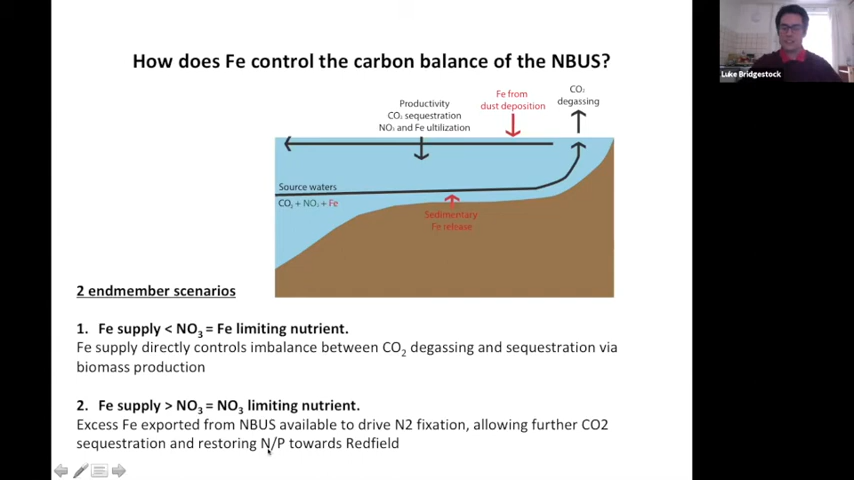 How does Fe control the carbon balance of the NBUS?
Luke Bridgestock
CO₂
degassing
Fe from
dust deposition
Productivity
CO₂ sequestration
NO₃ and Fe ultilization
Source waters
CO₂ + NO₃ + Fe
Sedimentary
Fe release
2 endmember scenarios
1. Fe supply < NO₃ = Fe limiting nutrient.
Fe supply directly controls imbalance between CO₂ degassing and sequestration via
biomass production
2. Fe supply > NO₃ = NO₃ limiting nutrient.
Excess Fe exported from NBUS available to drive N2 fixation, allowing further CO2
sequestration and restoring N/P towards Redfield